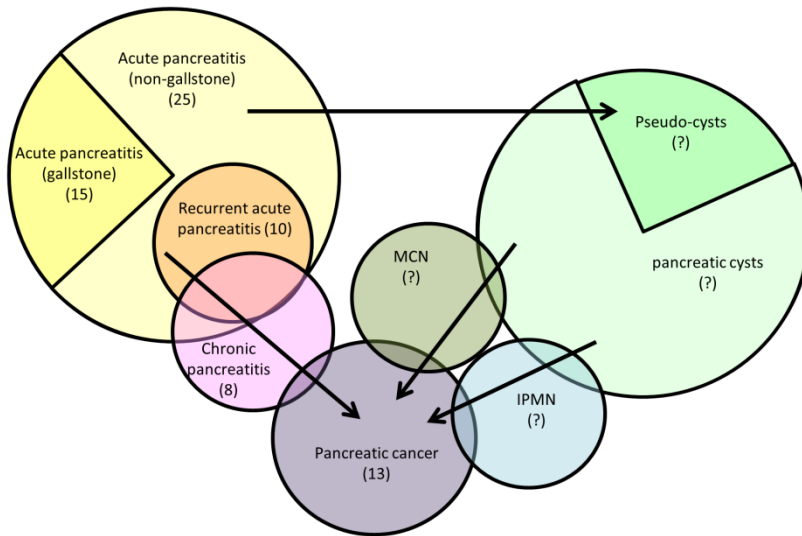 Acute pancreatitis
(non-gallstone)
(25)
Pseudo-cysts
(?)
Acute pancreatitis
(gallstone)
(15)
Recurrent acute
pancreatitis (10)
MCN
(?)
pancreatic cysts
(?)
Chronic
pancreatitis
(8)
IPMN
(?)
Pancreatic cancer
(13)